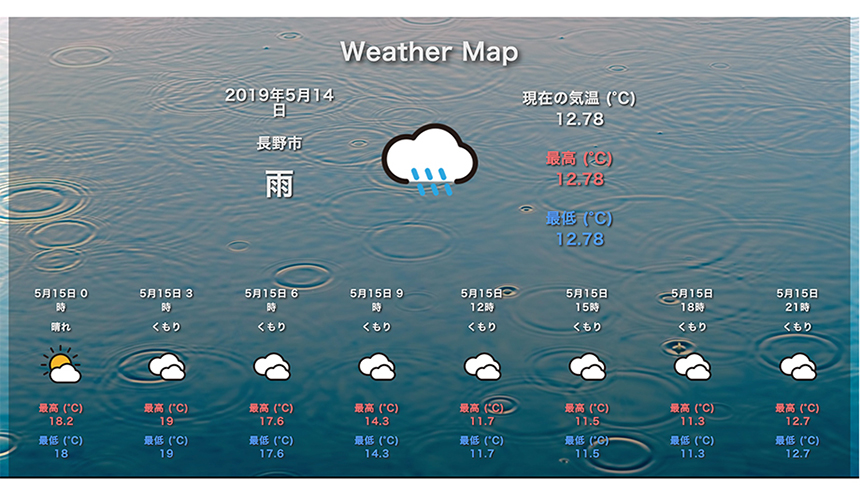 Weather Map
2019年5月14
日
長野市
雨
現在の気温 (℃)
12.78
最高 (℃)
12.78
最低 (℃)
12.78
5月15日 0
時
晴れ
最高 (℃)
18.2
最低 (℃)
18
5月15日 3
時
くもり
最高 (℃)
19
最低 (℃)
19
5月15日 6
時
くもり
最高 (℃)
17.6
最低 (℃)
17.6
5月15日 9
時
くもり
最高 (℃)
14.3
最低 (℃)
14.3
5月15日
12時
くもり
最高 (℃)
11.7
最低 (℃)
11.7
5月15日
15時
くもり
最高 (℃)
11.5
最低 (℃)
11.5
5月15日
18時
くもり
最高 (℃)
11.3
最低 (℃)
11.3
5月15日
21時
くもり
最高 (℃)
12.7
最低 (℃)
12.7